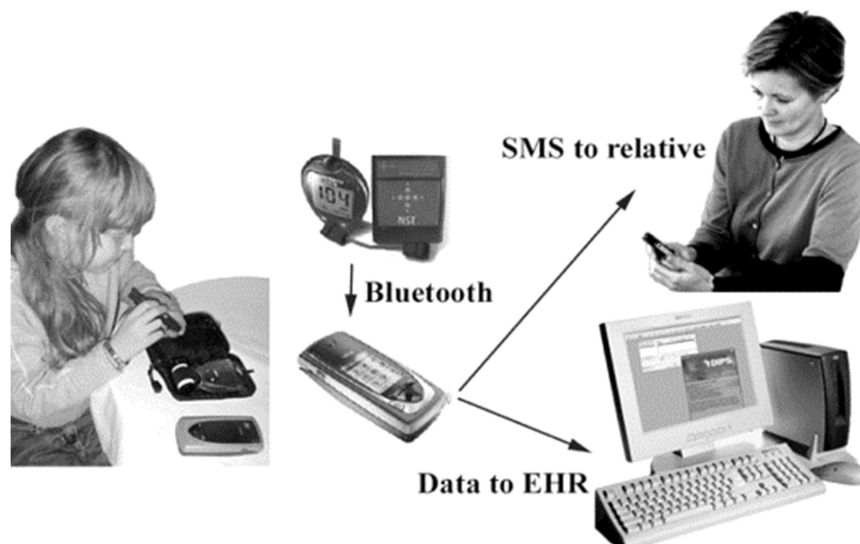 SMS to relative
104
NST
Bluetooth
DIPS
Data to EHR